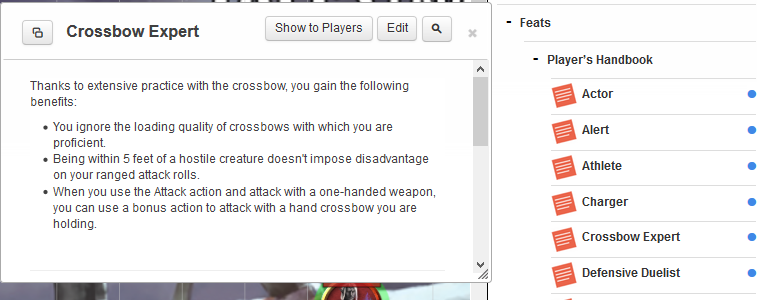 Crossbow Expert
Show to Players
Edit
Thanks to extensive practice with the crossbow, you gain the following
benefits:
• You ignore the loading quality of crossbows with which you are
proficient.
• Being within 5 feet of a hostile creature doesn't impose disadvantage
on your ranged attack rolls.
• When you use the Attack action and attack with a one-handed weapon,
you can use a bonus action to attack with a hand crossbow you are
holding.
- Feats
- Player’s Handbook
Actor
Alert
Athlete
Charger
Crossbow Expert
Defensive Duelist